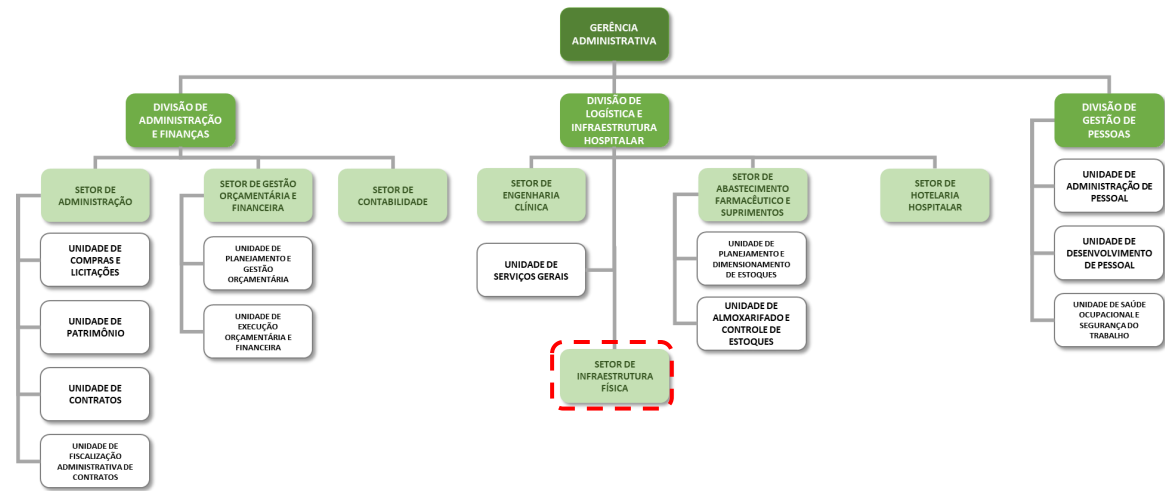 GERÊNCIA
ADMINISTRATIVA
DIVISÃO DE
ADMINISTRAÇÃO
E FINANÇAS
DIVISÃO DE
LOGÍSTICA E
INFRAESTRUTURA
HOSPITALAR
DIVISÃO DE
GESTÃO DE
PESSOAS
SETOR DE
ADMINISTRAÇÃO
SETOR DE GESTÃO
ORÇAMENTÁRIA E
FINANCEIRA
SETOR DE
CONTABILIDADE
SETOR DE
ENGENHARIA
CLÍNICA
SETOR DE
ABASTECIMENTO
FARMACÊUTICO E
SUPRIMENTOS
SETOR DE
HOTELARIA
HOSPITALAR
UNIDADE DE
ADMINISTRAÇÃO DE
PESSOAL
UNIDADE DE
COMPRAS E
LICITAÇÕES
UNIDADE DE
PLANEJAMENTO E
GESTÃO
ORÇAMENTÁRIA
UNIDADE DE
SERVIÇOS GERAIS
UNIDADE DE
PLANEJAMENTO E
DIMENSIONAMENTO
DE ESTOQUES
UNIDADE DE
DESENVOLVIMENTO
DE PESSOAL
UNIDADE DE
PATRIMÔNIO
UNIDADE DE
EXECUÇÃO
ORÇAMENTÁRIA E
FINANCEIRA
UNIDADE DE
ALMOXARIFADO E
CONTROLE DE
ESTOQUES
UNIDADE DE SAÚDE
OCUPACIONAL E
SEGURANÇA DO
TRABALHO
SETOR DE
INFRAESTRUTURA
FÍSICA
UNIDADE DE
CONTRATOS
UNIDADE DE
FISCALIZAÇÃO
ADMINISTRATIVA DE
CONTRATOS